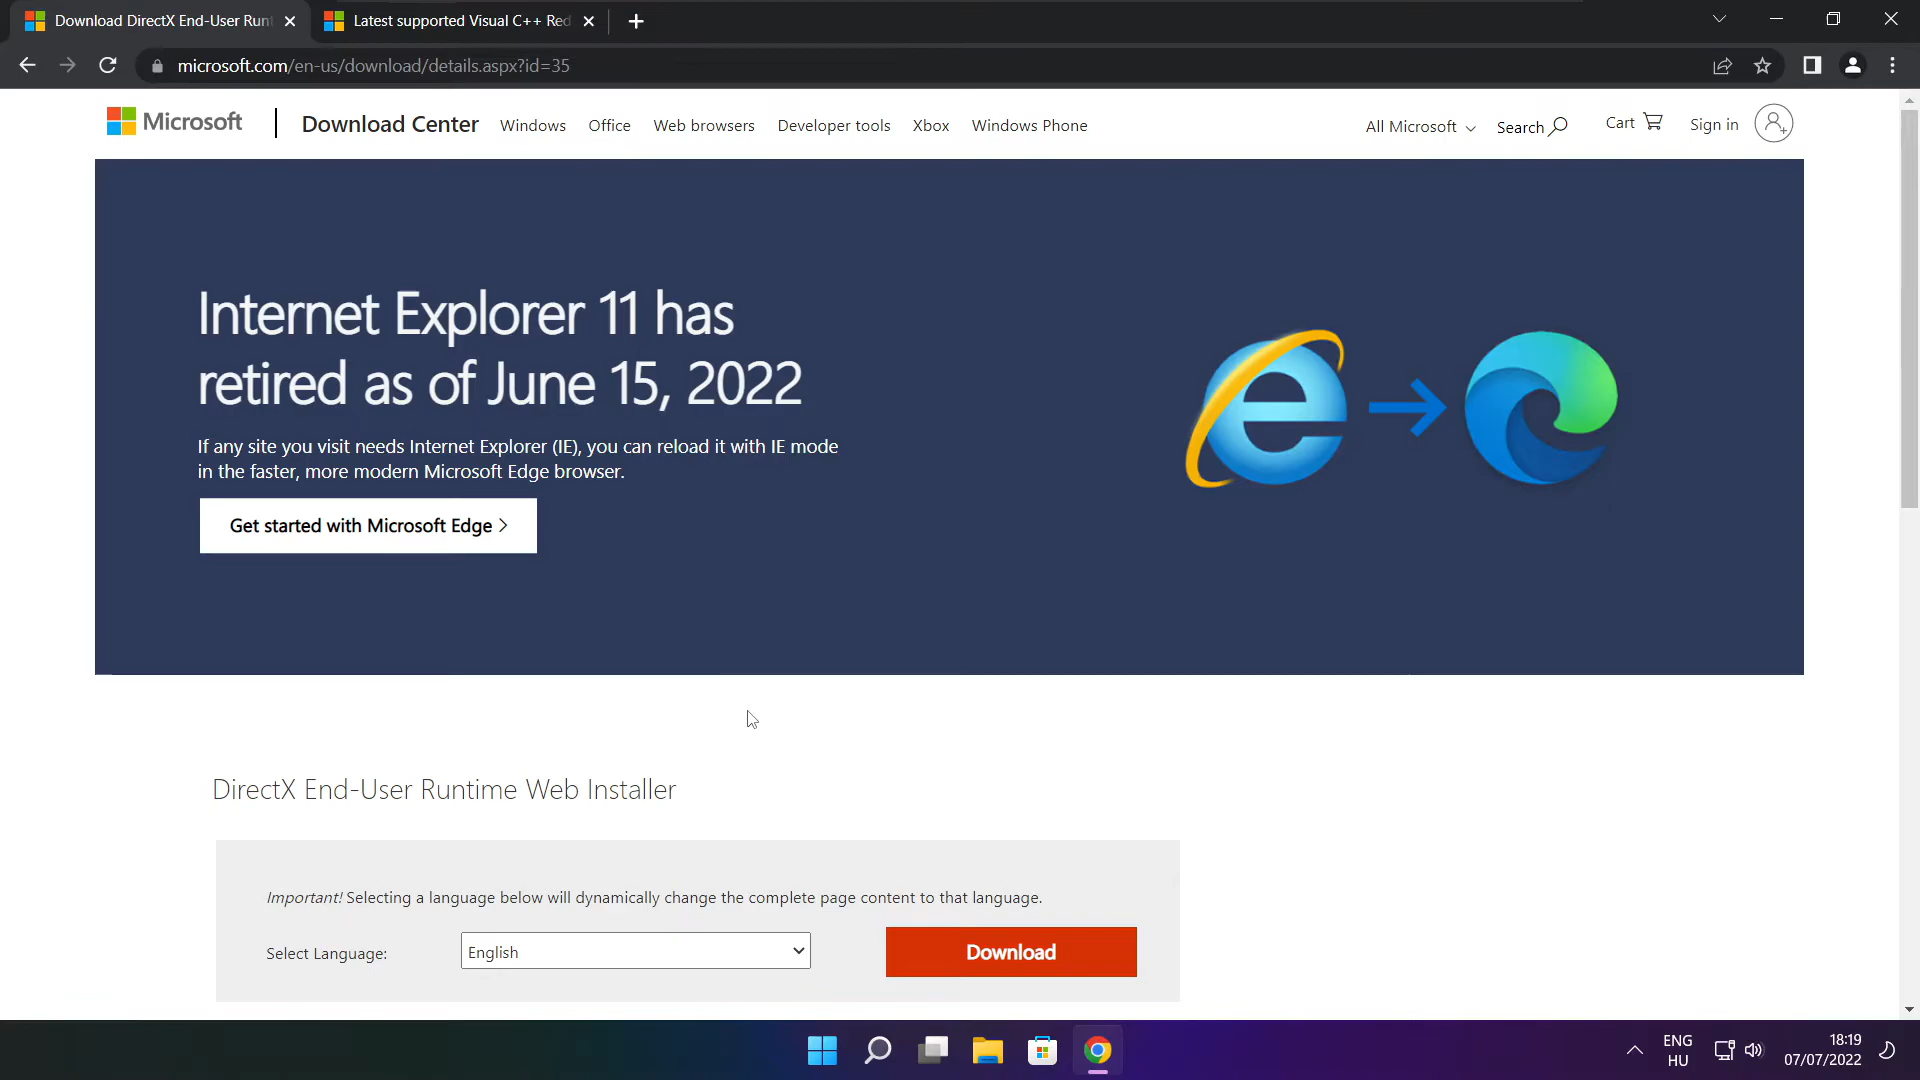 Download DirectX End-User Runt
Latest supported Visual C++ Red
microsoft.com/en-us/download/details.aspx?id=35
Microsoft
Download Center
Windows
Office
Web browsers
Developer tools
Xbox
Windows Phone
All Microsoft
Search
Cart
Sign in
Internet Explorer 11 has
retired as of June 15, 2022
If any site you visit needs Internet Explorer (IE), you can reload it with IE mode
in the faster, more modern Microsoft Edge browser.
Get started with Microsoft Edge >
DirectX End-User Runtime Web Installer
Important! Selecting a language below will dynamically change the complete page content to that language.
Select Language:
English
Download
ENG
HU
18:19
07/07/2022